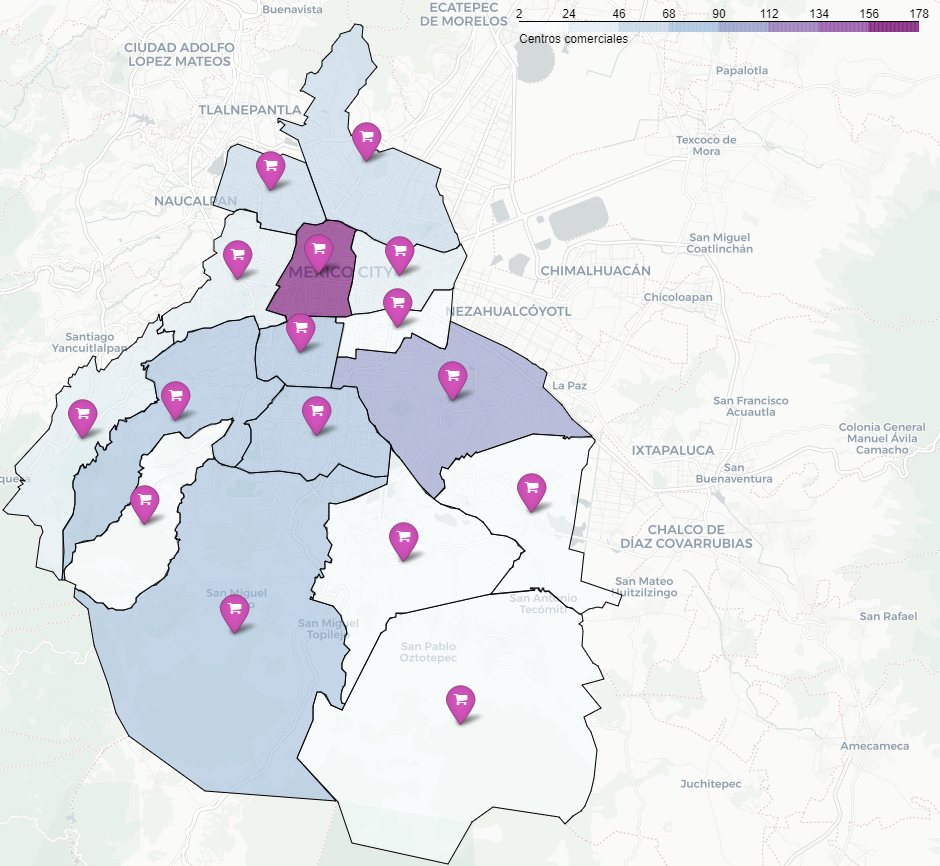 Buenavista
ECATEPEC
DE MORELOS
2 24 46 68 90 112 134 156 178
Centros comerciales
CIUDAD ADOLFO
LOPEZ MATEOS
Papalotla
TLALNEPANTLA
Texcoco de
Mora
NAUCALPAN
San Miguel
Coatlinchán
MEXICO CITY
CHIMALHUACÁN
Chicoloapan
NEZAHUALCÓYOTL
Santiago
Yancuitlalpan
La Paz
San Francisco
Acuautla
Colonia General
Manuel Ávila
Camacho
IXTAPALUCA
San
Buenaventura
CHALCO DE
DÍAZ COVARRUBIAS
San Miguel
San Mateo
Huitzilzingo
San Antonio
Tecómitl
San Rafael
San Miguel
Topilejo
San Pablo
Oztotepec
Amecameca
Juchitepec